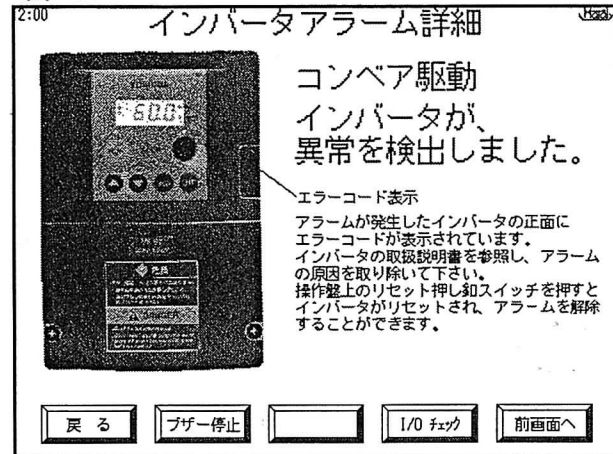 2:00
インバータアラーム詳細
コンベア駆動
インバータが、
異常を検出しました。
60.0
エラーコード表示
アラームが発生したインバータの正面に
エラーコードが表示されています。
インバータの取扱説明書を参照し、アラーム
の原因を取り除いて下さい。
操作盤上のリセット押し釦スイッチを押すと
インバータがリセットされ、アラームを解除
することができます。
危険
戻る
ブザー停止
I/O チェック
前画面へ